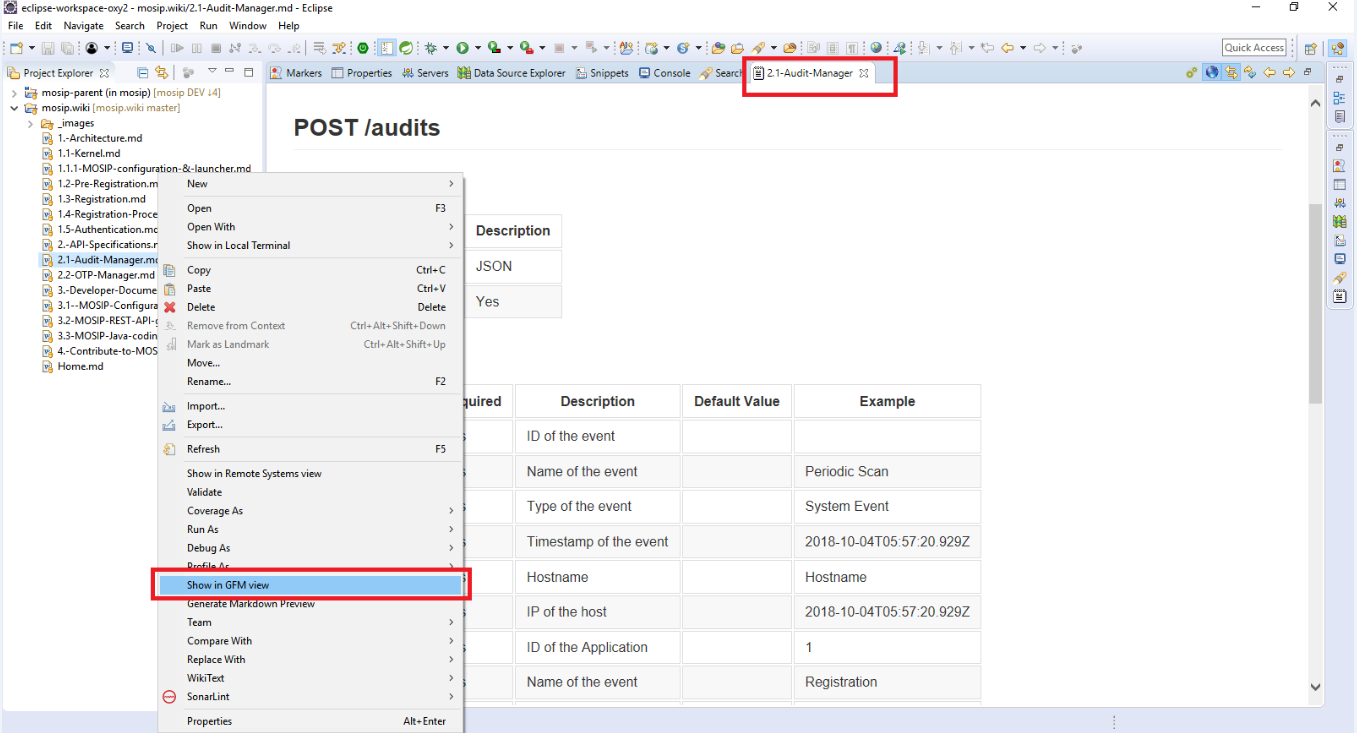 eclipse-workspace-oxy2 - mosip.wiki/2.1-Audit-Manager.md - Eclipse
File Edit Navigate Search Project Run Window Help
Quick Access
Project Explorer
Markers Properties Servers Data Source Explorer Snippets Console Search 2.1-Audit-Manager
mosip-parent (in mosip) [mosip DEV ↓4]
mosip.wiki [mosip.wiki master]
_images
1.-Architecture.md
1.1-Kernel.md
1.1.1-MOSIP-configuration-&-launcher.md
1.2-Pre-Registration.m
1.3-Registration.md
1.4-Registration-Proce
1.5-Authentication.md
2.-API-Specifications.m
2.1-Audit-Manager.md
2.2-OTP-Manager.md
3.-Developer-Docume
3.1--MOSIP-Configura
3.2-MOSIP-REST-API-g
3.3-MOSIP-Java-codin
4.-Contribute-to-MOS
Home.md
New
Open F3
Open With
Show in Local Terminal
Copy Ctrl+C
Paste Ctrl+V
Delete Delete
Remove from Context Ctrl+Alt+Shift+Down
Mark as Landmark Ctrl+Alt+Shift+Up
Move...
Rename... F2
Import...
Export...
Refresh F5
Show in Remote Systems view
Validate
Coverage As
Run As
Debug As
Profile As
Show in GFM view
Generate Markdown Preview
Team
Compare With
Replace With
WikiText
SonarLint
Properties Alt+Enter
POST /audits
Description
JSON
Yes
quired Description Default Value Example
s ID of the event
s Name of the event Periodic Scan
s Type of the event System Event
s Timestamp of the event 2018-10-04T05:57:20.929Z
s Hostname Hostname
s IP of the host 2018-10-04T05:57:20.929Z
s ID of the Application 1
s Name of the event Registration